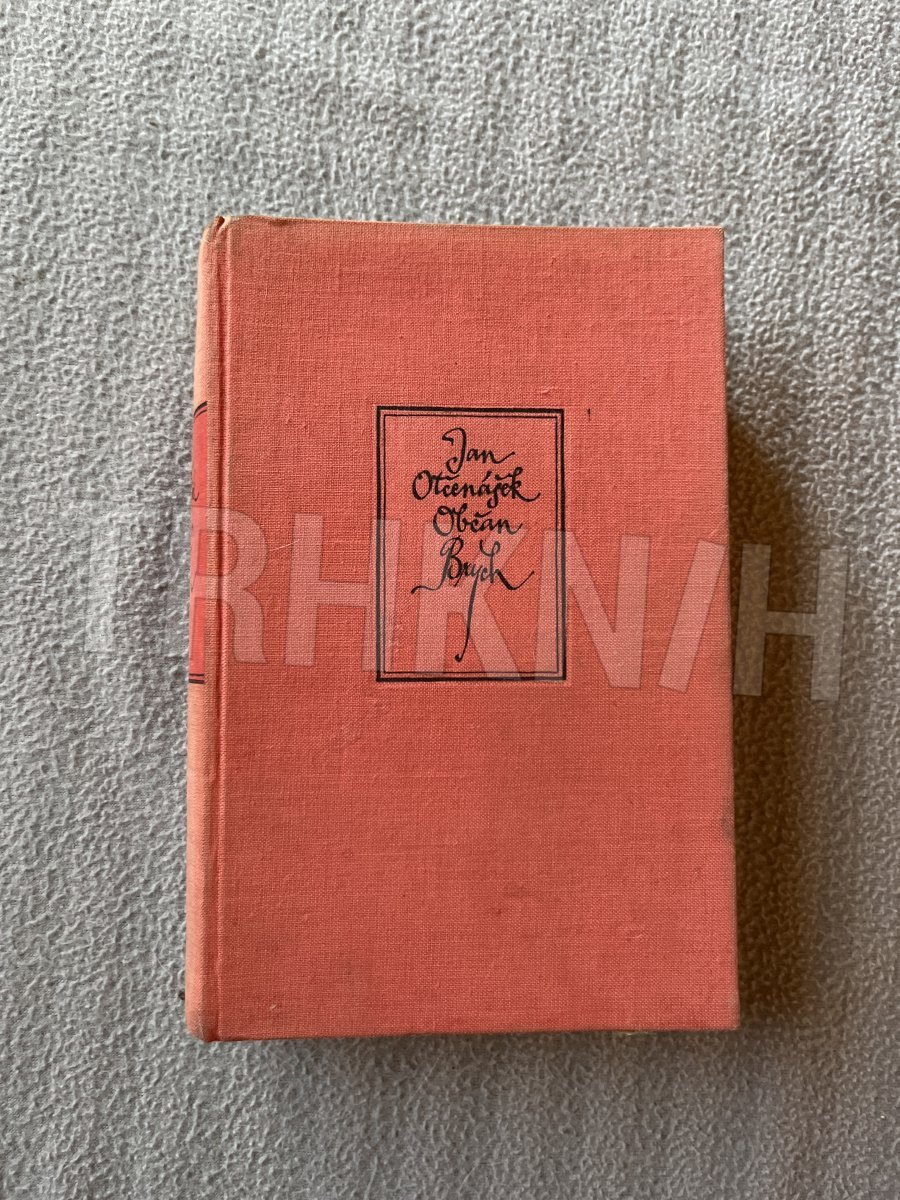 Jan
Otčenášek
Občan
Brych
TRHKNIH